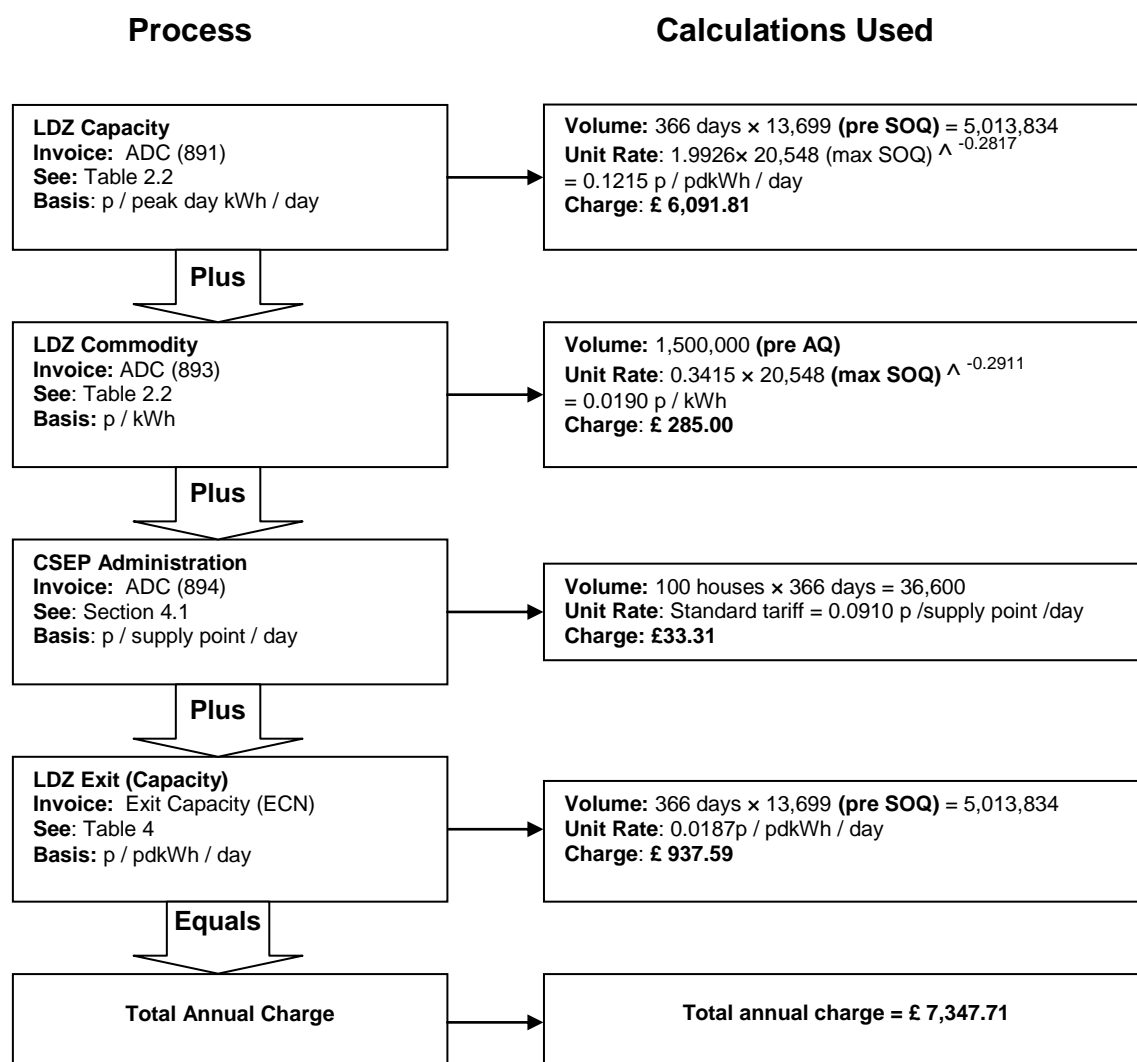 Process
Calculations Used
LDZ Capacity
Invoice: ADC (891)
See: Table 2.2
Basis: p / peak day kWh / day
Volume: 366 days × 13,699 (pre SOQ) = 5,013,834
Unit Rate: 1.9926× 20,548 (max SOQ) ^ -0.2817
= 0.1215 p / pdkWh / day
Charge: £ 6,091.81
Plus
LDZ Commodity
Invoice: ADC (893)
See: Table 2.2
Basis: p / kWh
Volume: 1,500,000 (pre AQ)
Unit Rate: 0.3415 × 20,548 (max SOQ) ^ -0.2911
= 0.0190 p / kWh
Charge: £ 285.00
Plus
CSEP Administration
Invoice: ADC (894)
See: Section 4.1
Basis: p / supply point / day
Volume: 100 houses × 366 days = 36,600
Unit Rate: Standard tariff = 0.0910 p /supply point /day
Charge: £33.31
Plus
LDZ Exit (Capacity)
Invoice: Exit Capacity (ECN)
See: Table 4
Basis: p / pdkWh / day
Volume: 366 days × 13,699 (pre SOQ) = 5,013,834
Unit Rate: 0.0187p / pdkWh / day
Charge: £ 937.59
Equals
Total Annual Charge
Total annual charge = £ 7,347.71